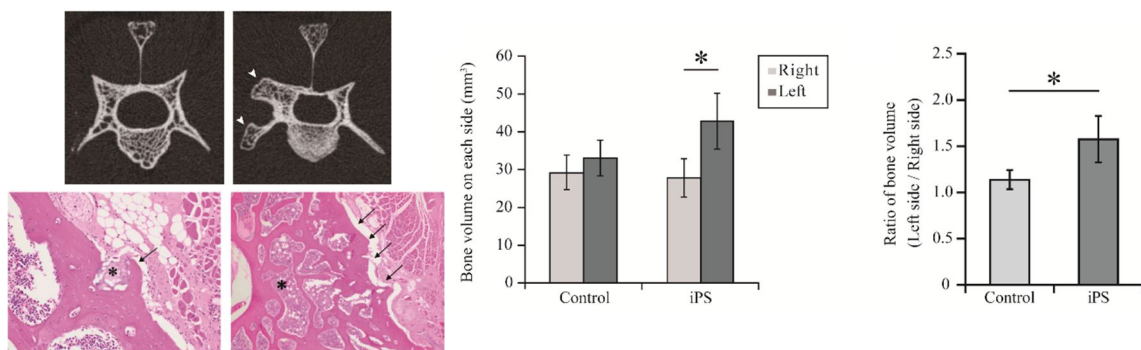 *
*
Bone volume on each side (mm³)
60
50
40
30
20
10
0
*
Right
Left
Control
iPS
Ratio of bone volume
(Left side / Right side)
2.5
2.0
1.5
1.0
0.5
0
*
Control
iPS